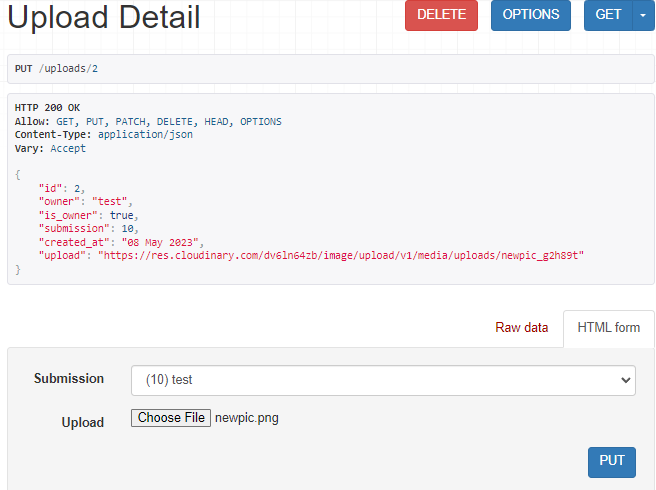 Upload Detail
DELETE OPTIONS GET
PUT /uploads/2
HTTP 200 OK
Allow: GET, PUT, PATCH, DELETE, HEAD, OPTIONS
Content-Type: application/json
Vary: Accept
{
"id": 2,
"owner": "test",
"is_owner": true,
"submission": 10,
"created_at": "08 May 2023",
"upload": "https://res.cloudinary.com/dv6ln64zb/image/upload/v1/media/uploads/newpic_g2h89t"
}
Raw data HTML form
Submission (10) test
Upload Choose File newpic.png
PUT